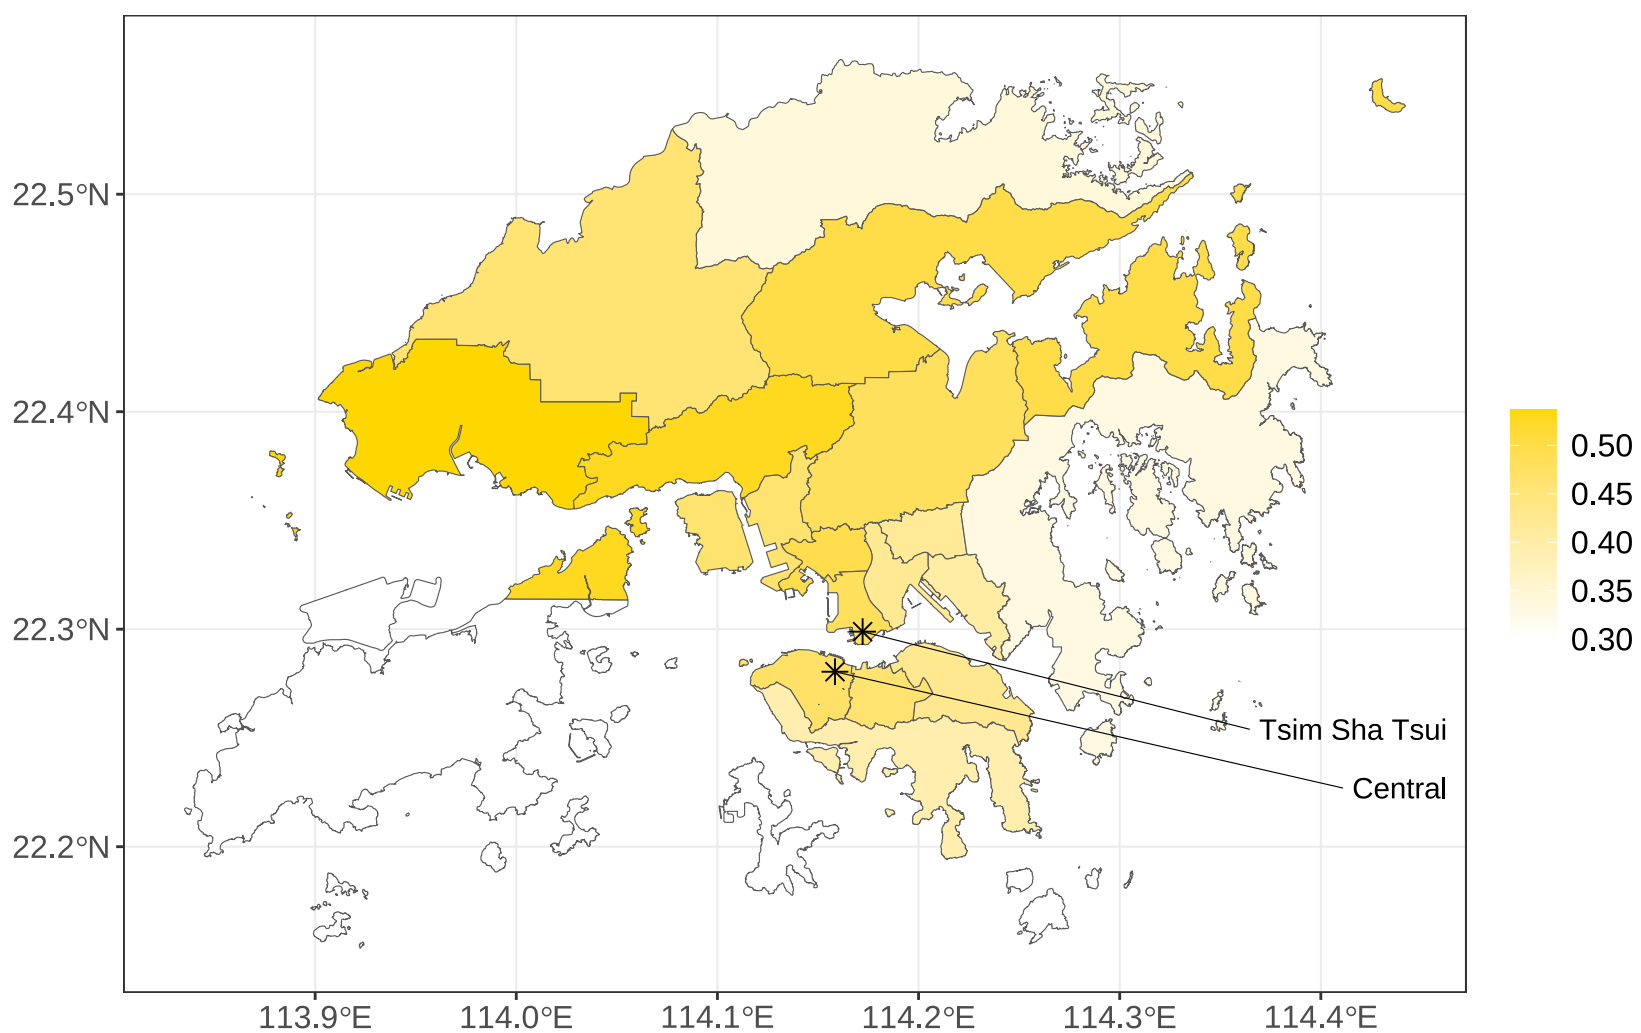 22.5°N
22.4°N
22.3°N
22.2°N
113.9°E
114.0°E
114.1°E
114.2°E
114.3°E
114.4°E
Tsim Sha Tsui
Central
0.50
0.45
0.40
0.35
0.30